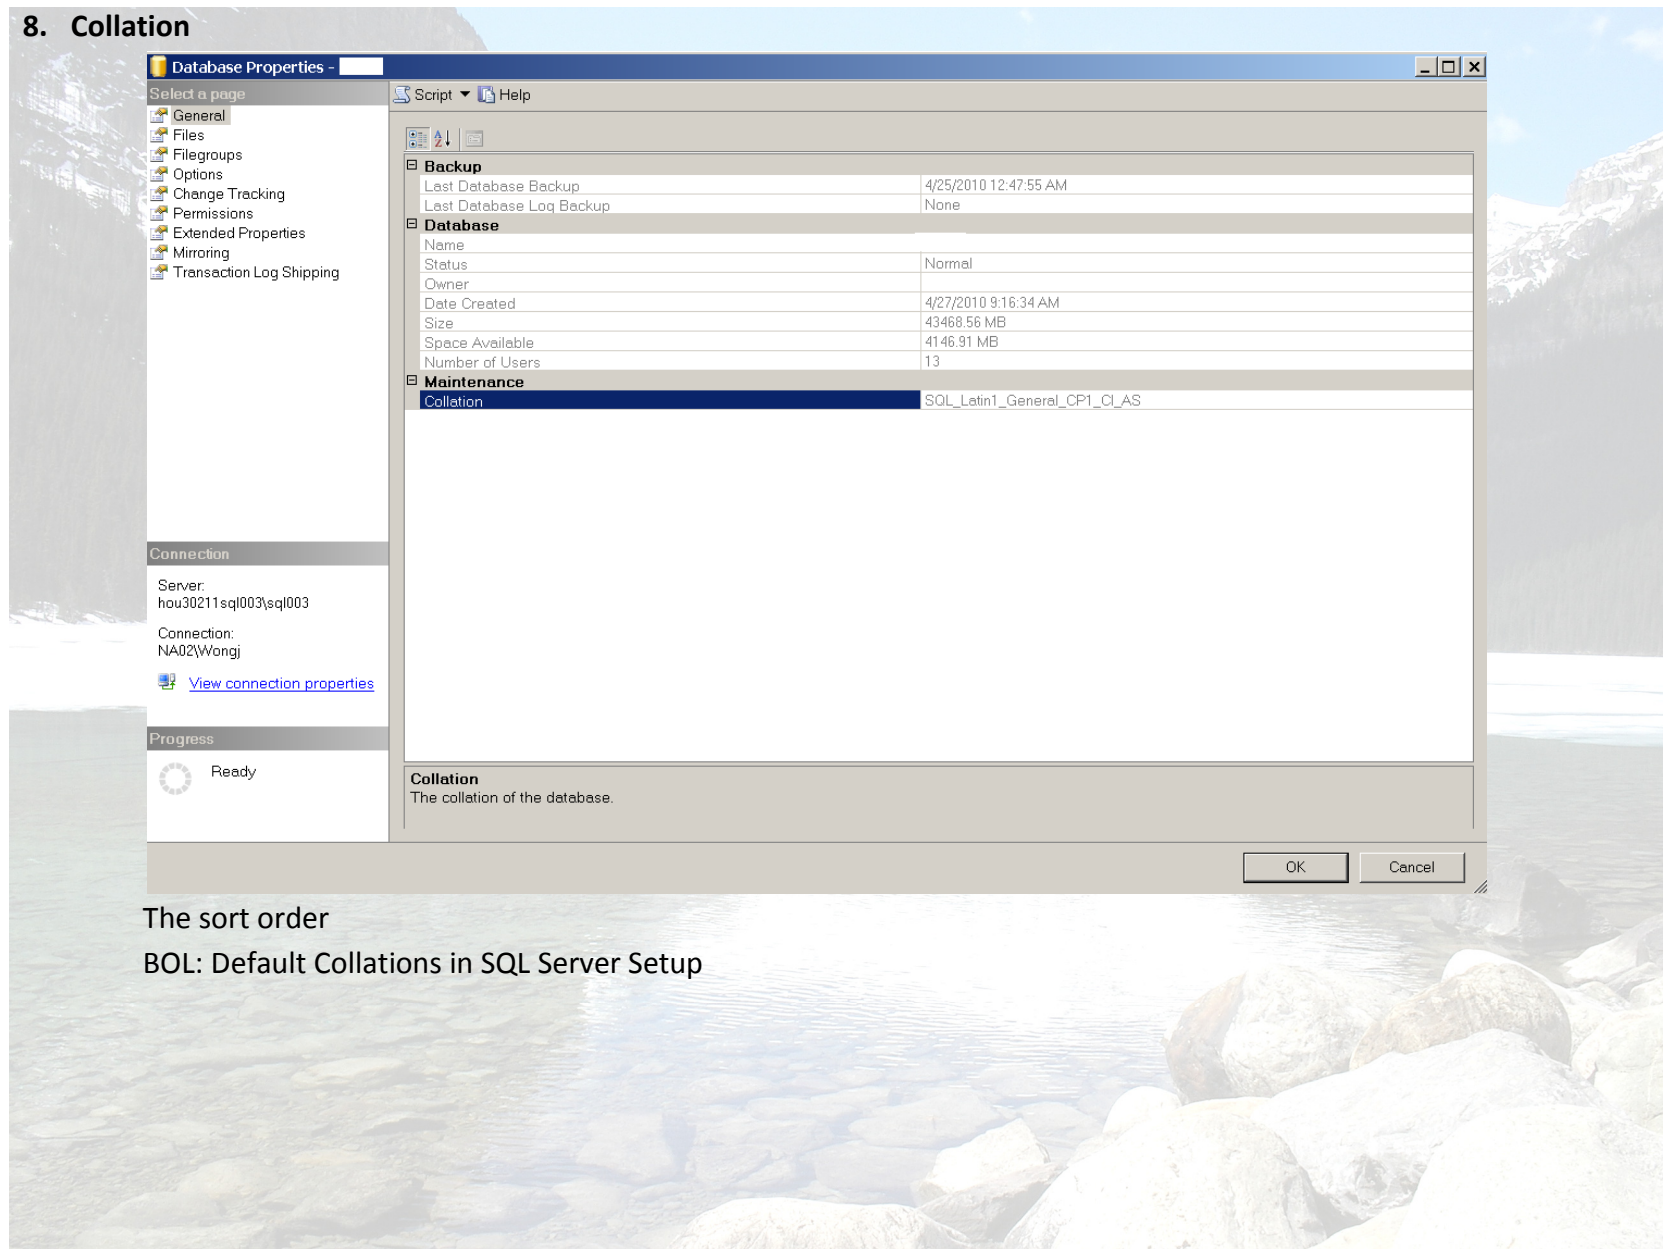 8. Collation
Database Properties -
Select a page
General
Files
Filegroups
Options
Change Tracking
Permissions
Extended Properties
Mirroring
Transaction Log Shipping
Script Help
Backup
Last Database Backup 4/25/2010 12:47:55 AM
Last Database Log Backup None
Database
Name
Status Normal
Owner
Date Created 4/27/2010 9:16:34 AM
Size 43468.56 MB
Space Available 4146.91 MB
Number of Users 13
Maintenance
Collation SQL_Latin1_General_CP1_CI_AS
Connection
Server:
hou30211sql003\sql003
Connection:
NA02\Wongj
View connection properties
Progress
Ready
Collation
The collation of the database.
OK Cancel
The sort order
BOL: Default Collations in SQL Server Setup